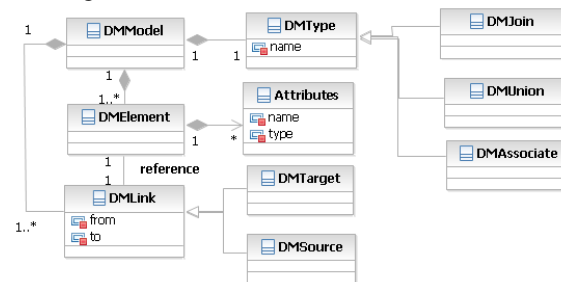 DMModel
DMType
name
DMJoin
DMUnion
DMAssociate
1
1
1
1
1..*
DMElement
Attributes
name
type
1
*
1
reference
1
DMLink
from
to
1..*
DMTarget
DMSource